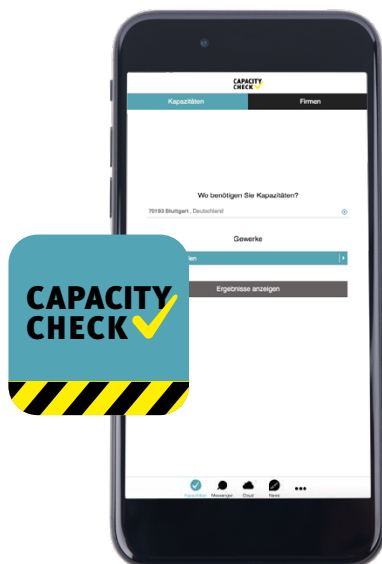 CAPACITY
CHECK
Kapazitäten Firmen
Wo benötigen Sie Kapazitäten?
70193 Stuttgart , Deutschland
Gewerke
Ergebnisse anzeigen
CAPACITY
CHECK
Kapazitäten Messenger Cloud News